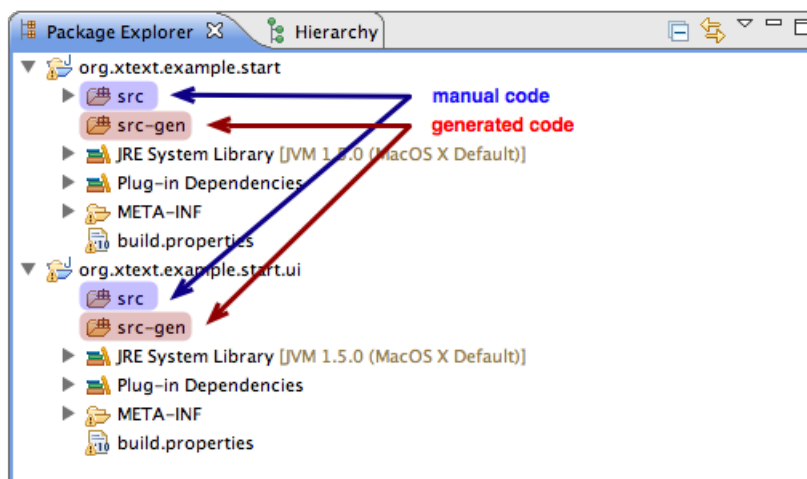 Package Explorer Hierarchy
org.xtext.example.start
src manual code
src-gen generated code
JRE System Library [JVM 1.5.0 (MacOS X Default)]
Plug-in Dependencies
META-INF
build.properties
org.xtext.example.start.ui
src
src-gen
JRE System Library [JVM 1.5.0 (MacOS X Default)]
Plug-in Dependencies
META-INF
build.properties